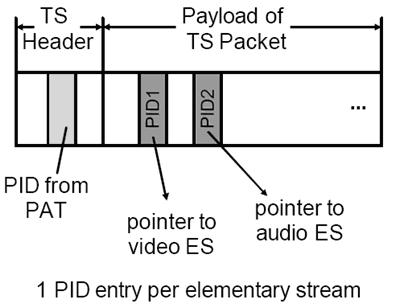 TS
Header
Payload of
TS Packet
PID1
PID2
...
PID from
PAT
pointer to
video ES
pointer to
audio ES
1 PID entry per elementary stream